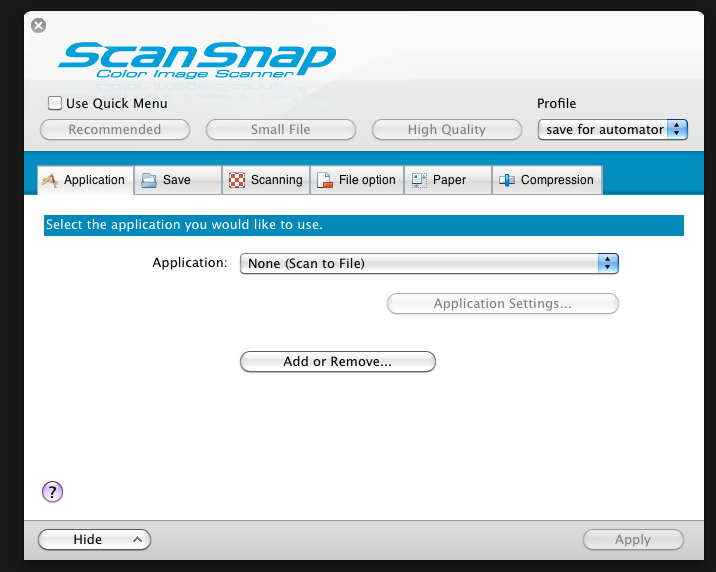 ScanSnap
Color Image Scanner
Use Quick Menu
Profile
Recommended
Small File
High Quality
save for automator
Application
Save
Scanning
File option
Paper
Compression
Select the application you would like to use.
Application:
None (Scan to File)
Application Settings...
Add or Remove...
?
Hide
Apply